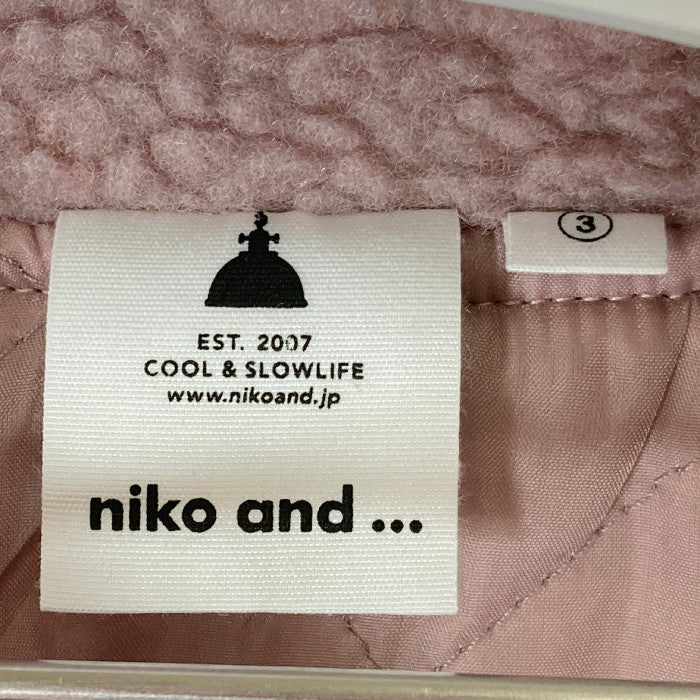 EST. 2007
COOL & SLOWLIFE
www.nikoand.jp
niko and ...
③